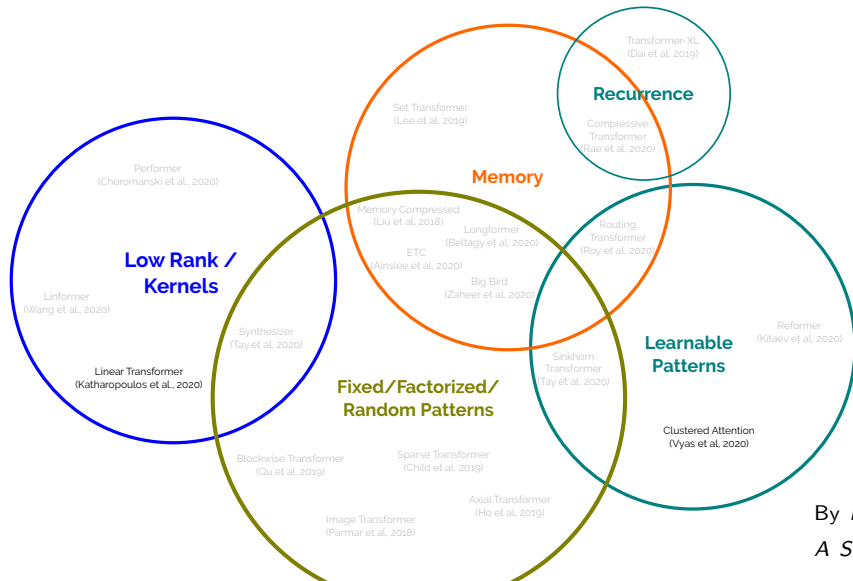 Transformer-XL
(Dai et al, 2019)
Recurrence
Set Transformer
(Lee et al, 2019)
Compressive
Transformer
(Rae et al, 2020)
Performer
(Choromanski et al., 2020)
Memory
Memory Compressed
(Liu et al, 2018)
Longformer
(Beltagy et al, 2020)
Routing
Transformer
(Roy et al, 2020)
ETC
(Ainslee et al, 2020)
Big Bird
(Zaheer et al, 2020)
Low Rank /
Kernels
Linformer
(Wang et al., 2020)
Synthesizer
(Tay et al, 2020)
Reformer
(Kitaev et al, 2020)
Learnable
Patterns
Sinkhorn
Transformer
(Tay et al, 2020)
Linear Transformer
(Katharopoulos et al., 2020)
Fixed/Factorized/
Random Patterns
Clustered Attention
(Vyas et al, 2020)
Blockwise Transformer
(Qu et al, 2019)
Sparse Transformer
(Child et al, 2019)
Axial Transformer
(Ho et al, 2019)
Image Transformer
(Parmar et al, 2018)
By
A S